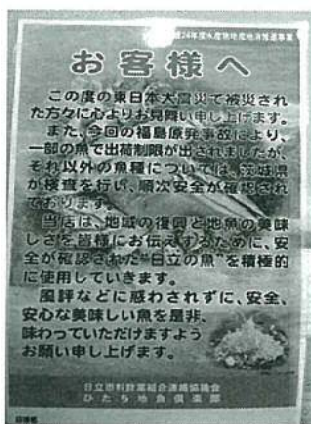 平成24年度水産物地産地消推進事業
お客様へ
この度の東日本大震災で被災され
た方々に心よりお見舞い申し上げます。
また、今回の福島原発事故により、
一部の魚で出荷制限が出されましたが、
それ以外の魚種については、茨城県
が検査を行い、順次安全が確認され
ております。
当店は、地域の復興と地魚の美味
しさを皆様にお伝えするために、安
全が確認された“日立の魚”を積極的
に使用していきます。
風評などに惑わされずに、安全、
安心な美味しい魚を是非、
味わっていただけますよう
お願い申し上げます。
日立市料飲業組合連絡協議会
ひたち地魚倶楽部